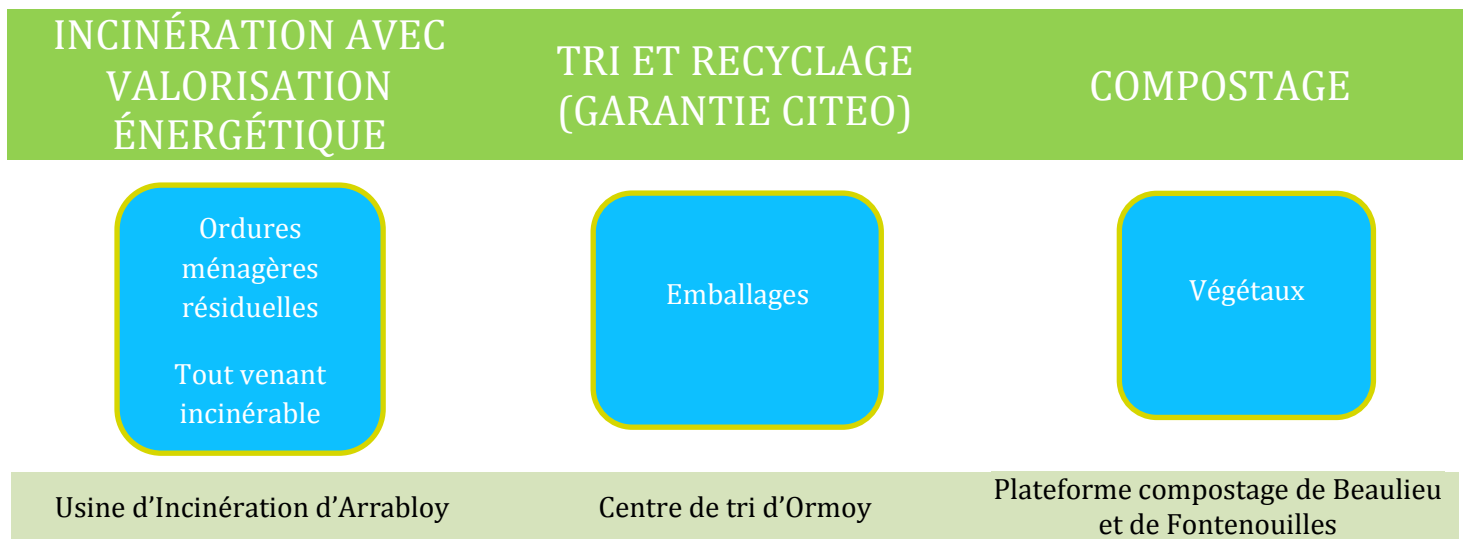 INCINÉRATION AVEC
VALORISATION
ÉNERGÉTIQUE
TRI ET RECYCLAGE
(GARANTIE CITEO)
COMPOSTAGE
Ordures
ménagères
résiduelles
Tout venant
incinérable
Emballages
Végétaux
Usine d’Incinération d’Arrabloy
Centre de tri d’Ormoy
Plateforme compostage de Beaulieu
et de Fontenouilles